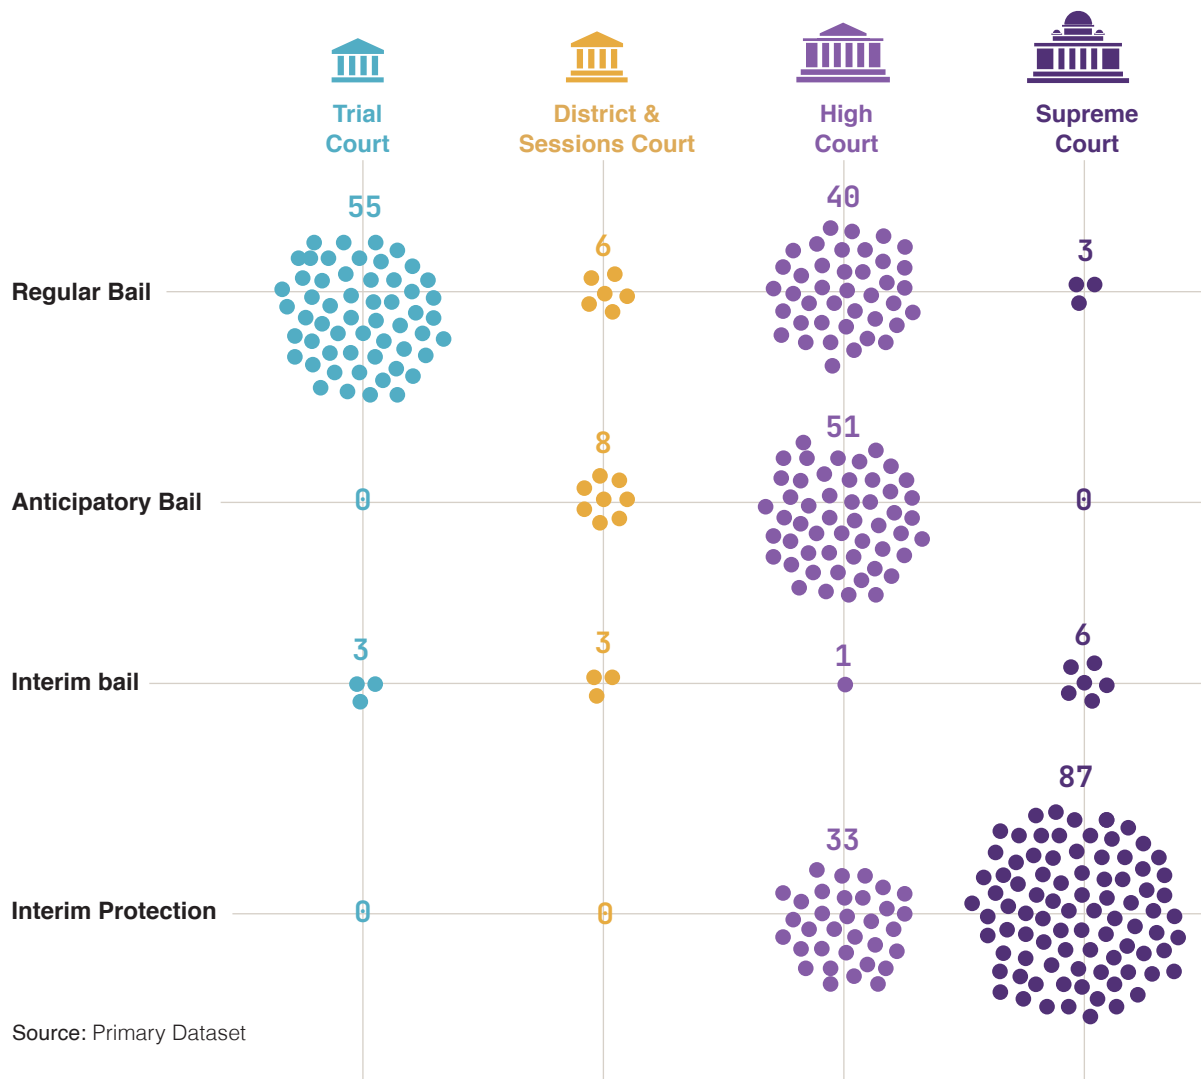 Trial
Court
District &
Sessions Court
High
Court
Supreme
Court
55
6
40
3
Regular Bail
8
51
Anticipatory Bail
0
0
3
3
1
6
Interim bail
87
33
Interim Protection
0
0
Source: Primary Dataset